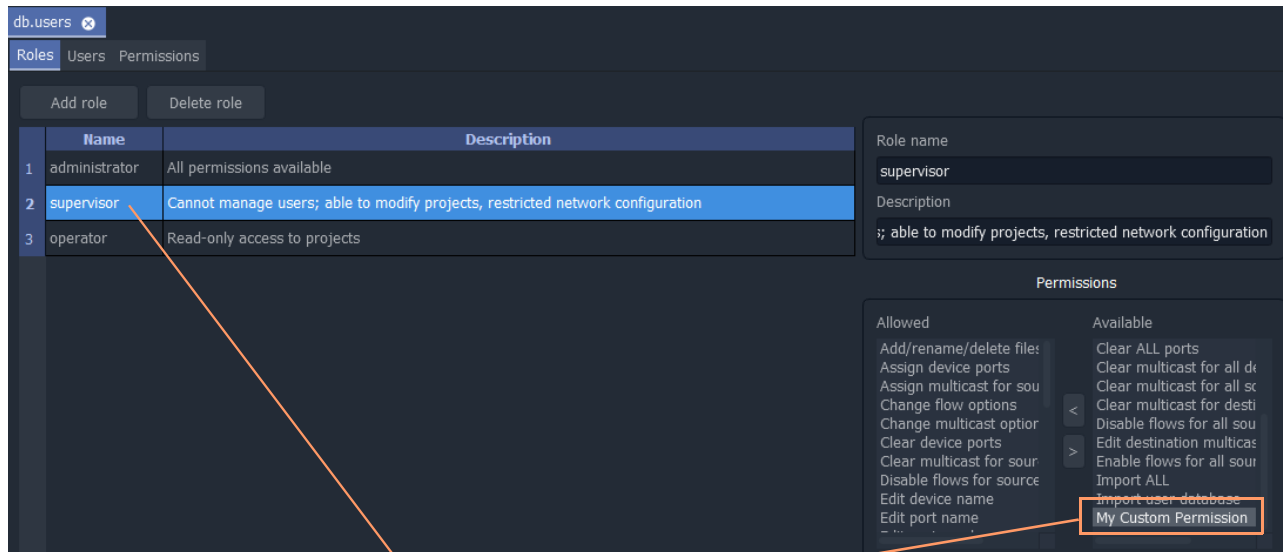 db.users
Roles Users Permissions
Add role Delete role
Name Description
1 administrator All permissions available
2 supervisor Cannot manage users; able to modify projects, restricted network configuration
3 operator Read-only access to projects
Role name
supervisor
Description
s; able to modify projects, restricted network configuration
Permissions
Allowed
Add/rename/delete files
Assign device ports
Assign multicast for sou
Change flow options
Change multicast option
Clear device ports
Clear multicast for sour
Disable flows for source
Edit device name
Edit port name
<
>
Available
Clear ALL ports
Clear multicast for all de
Clear multicast for all so
Clear multicast for desti
Disable flows for all sou
Edit destination multicas
Enable flows for all sour
Import ALL
Import user database
My Custom Permission